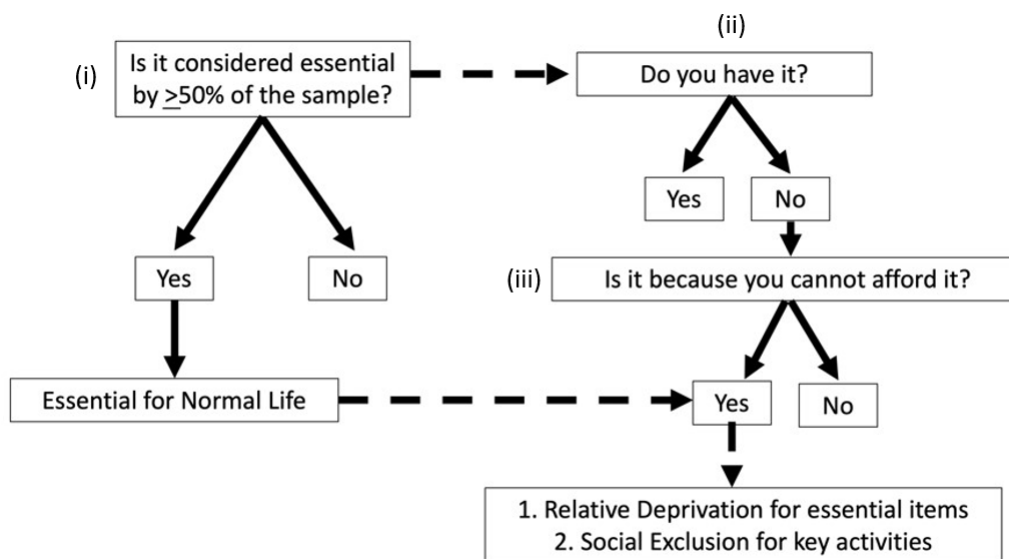 (i)
Is it considered essential
by >50% of the sample?
(ii)
Do you have it?
Yes
No
(iii)
Is it because you cannot afford it?
Yes
No
Essential for Normal Life
Yes
No
1. Relative Deprivation for essential items
2. Social Exclusion for key activities